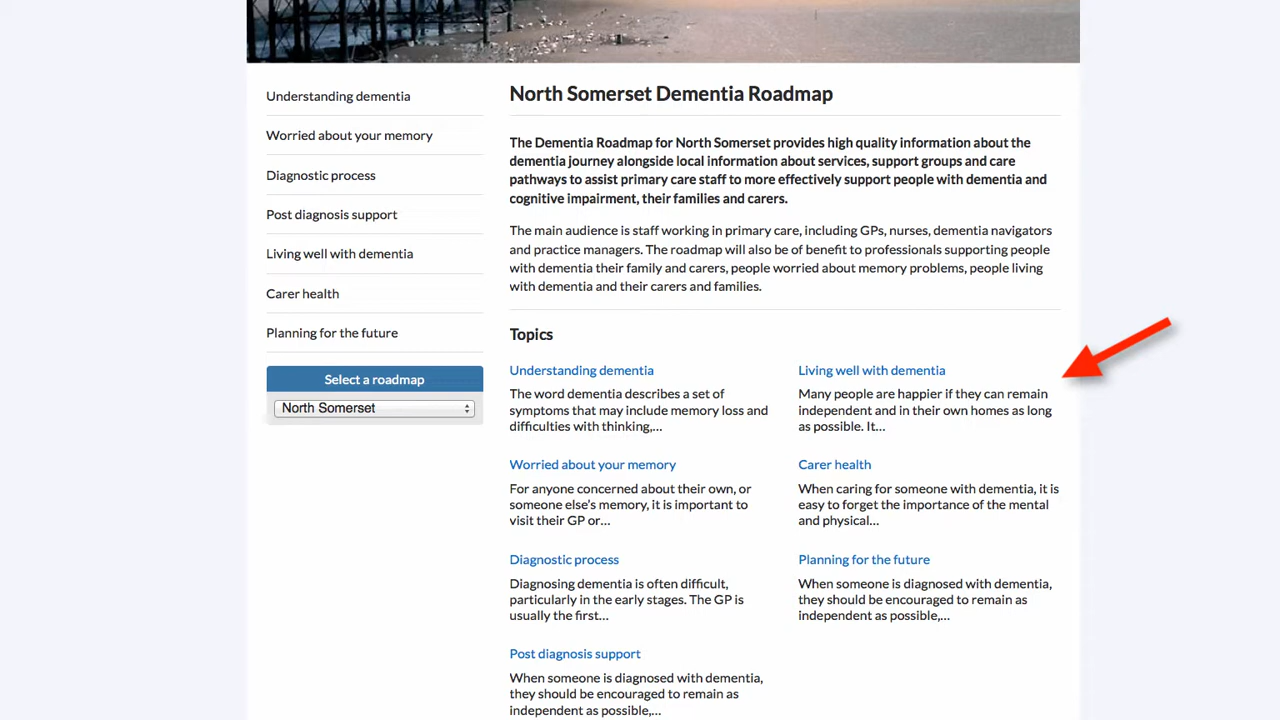 Understanding dementia
Worried about your memory
Diagnostic process
Post diagnosis support
Living well with dementia
Carer health
Planning for the future
Select a roadmap
North Somerset
North Somerset Dementia Roadmap
The Dementia Roadmap for North Somerset provides high quality information about the
dementia journey alongside local information about services, support groups and care
pathways to assist primary care staff to more effectively support people with dementia and
cognitive impairment, their families and carers.
The main audience is staff working in primary care, including GPs, nurses, dementia navigators
and practice managers. The roadmap will also be of benefit to professionals supporting people
with dementia their family and carers, people worried about memory problems, people living
with dementia and their carers and families.
Topics
Understanding dementia
The word dementia describes a set of
symptoms that may include memory loss and
difficulties with thinking,...
Worried about your memory
For anyone concerned about their own, or
someone else's memory, it is important to
visit their GP or...
Diagnostic process
Diagnosing dementia is often difficult,
particularly in the early stages. The GP is
usually the first...
Post diagnosis support
When someone is diagnosed with dementia,
they should be encouraged to remain as
independent as possible,...
Living well with dementia
Many people are happier if they can remain
independent and in their own homes as long
as possible. It...
Carer health
When caring for someone with dementia, it is
easy to forget the importance of the mental
and physical...
Planning for the future
When someone is diagnosed with dementia,
they should be encouraged to remain as
independent as possible,...